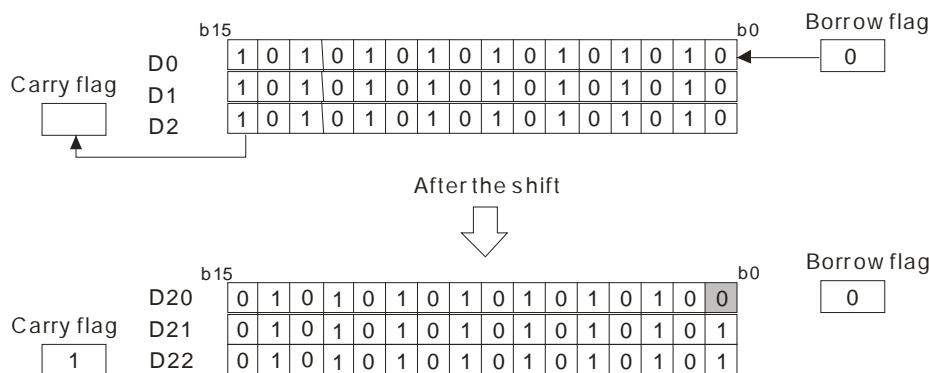 b15 b0 Borrow flag
D0 1 0 1 0 1 0 1 0 1 0 1 0 1 0 1 0 0
Carry flag D1 1 0 1 0 1 0 1 0 1 0 1 0 1 0 1 0
D2 1 0 1 0 1 0 1 0 1 0 1 0 1 0 1 0
After the shift
b15 b0 Borrow flag
D20 0 1 0 1 0 1 0 1 0 1 0 1 0 1 0 0 0
Carry flag D21 0 1 0 1 0 1 0 1 0 1 0 1 0 1 0 1
1 D22 0 1 0 1 0 1 0 1 0 1 0 1 0 1 0 1